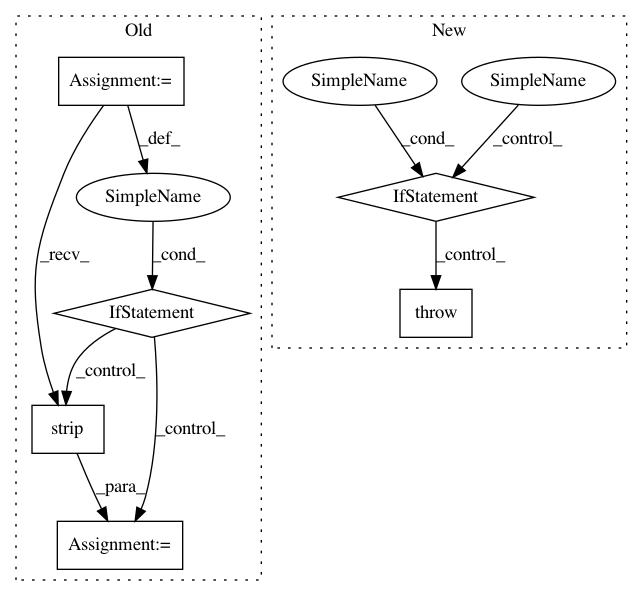 Old
New
Assignment:=
SimpleName
SimpleName
_def_
_cond_
_control_
SimpleName
IfStatement
_recv_
_cond_
_control_
IfStatement
throw
_control_
strip
_control_
_para_
Assignment:=